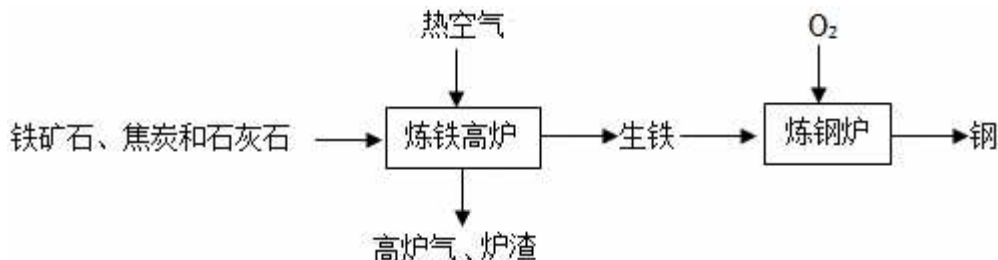 热空气
O₂
铁矿石、焦炭和石灰石
炼铁高炉
生铁
炼钢炉
钢
高炉气、炉渣